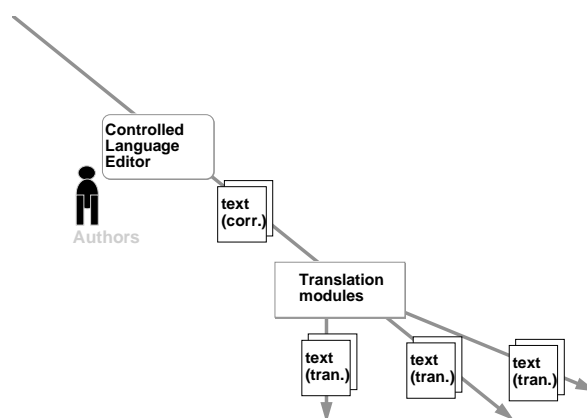 Controlled
Language
Editor
Authors
text
(corr.)
Translation
modules
text
(tran.)
text
(tran.)
text
(tran.)